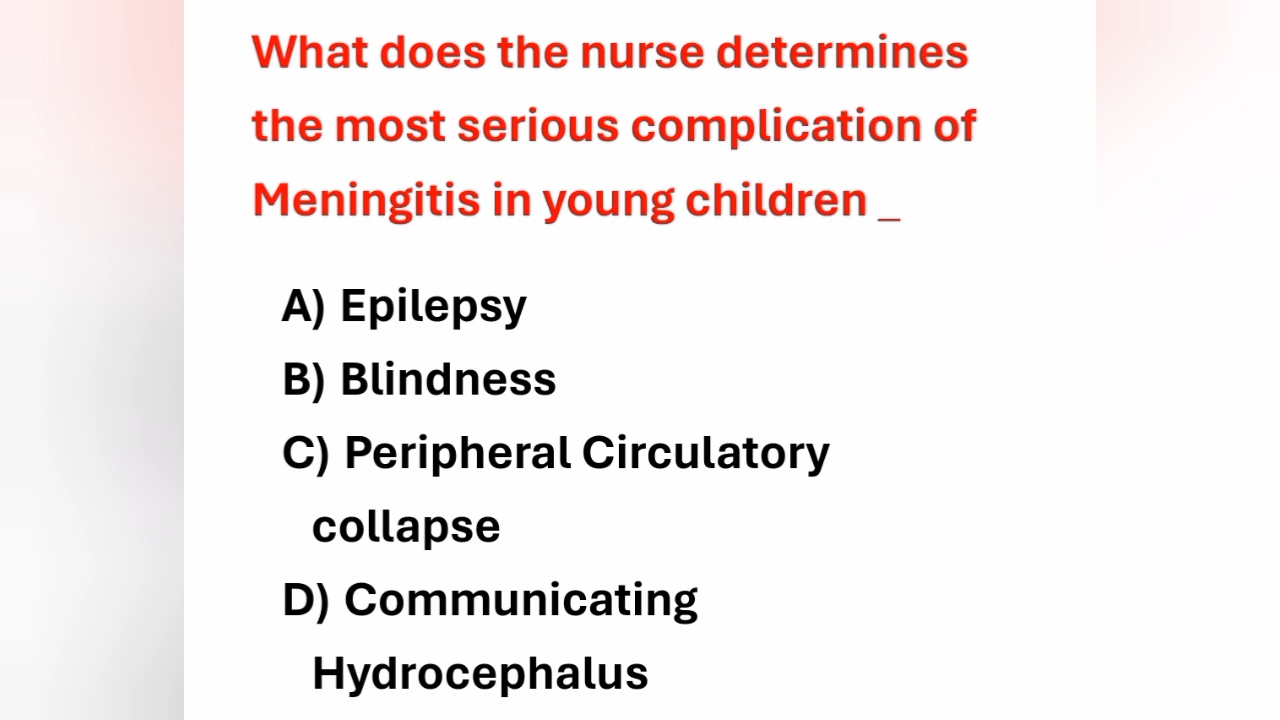 What does the nurse determines
the most serious complication of
Meningitis in young children _
A) Epilepsy
B) Blindness
C) Peripheral Circulatory
collapse
D) Communicating
Hydrocephalus